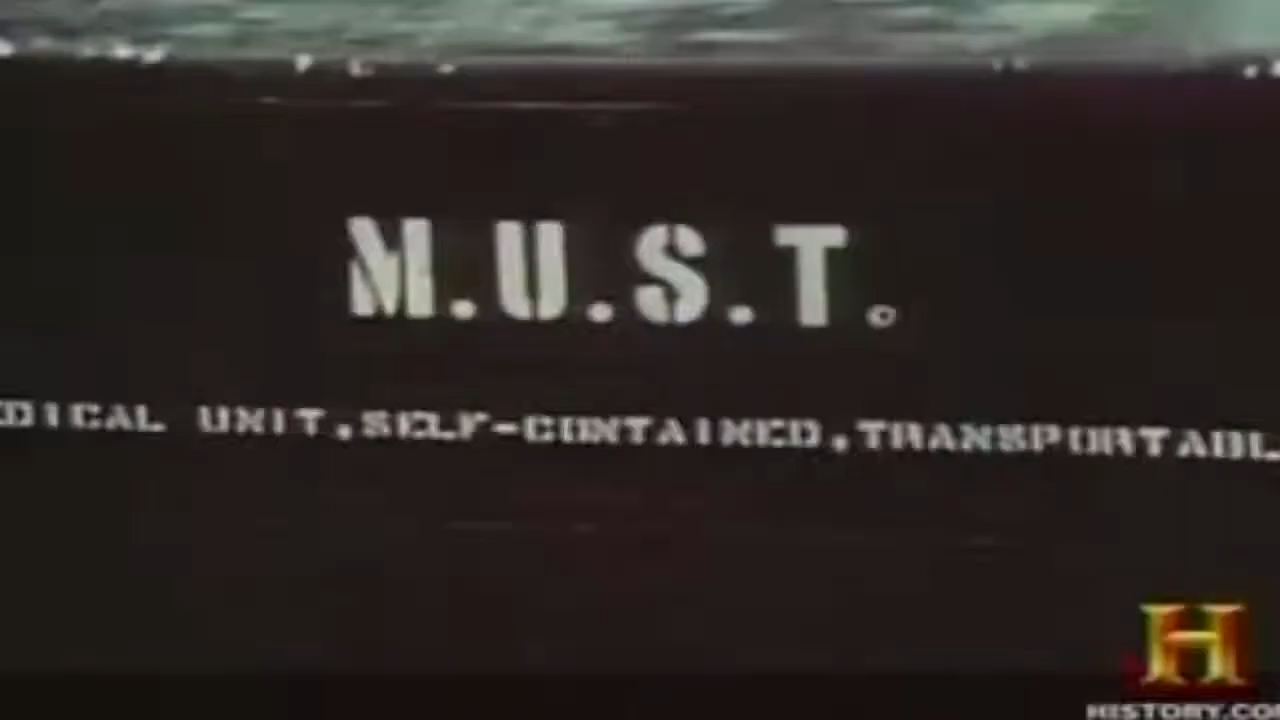 M.U.S.T.
DICAL UNIT,SELF-CONTAINED,TRANSPORTABL
H
HISTORY.CO